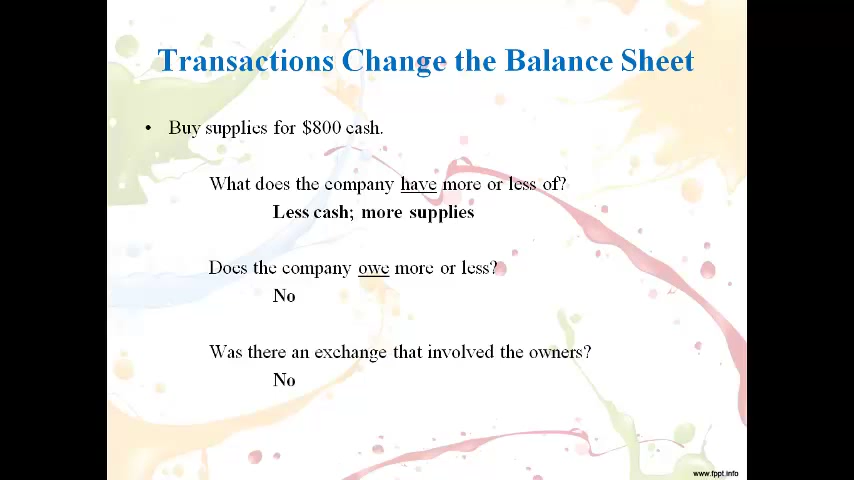 Transactions Change the Balance Sheet
• Buy supplies for $800 cash.
What does the company have more or less of?
Less cash; more supplies
Does the company owe more or less?
No
Was there an exchange that involved the owners?
No
www.fppt.info